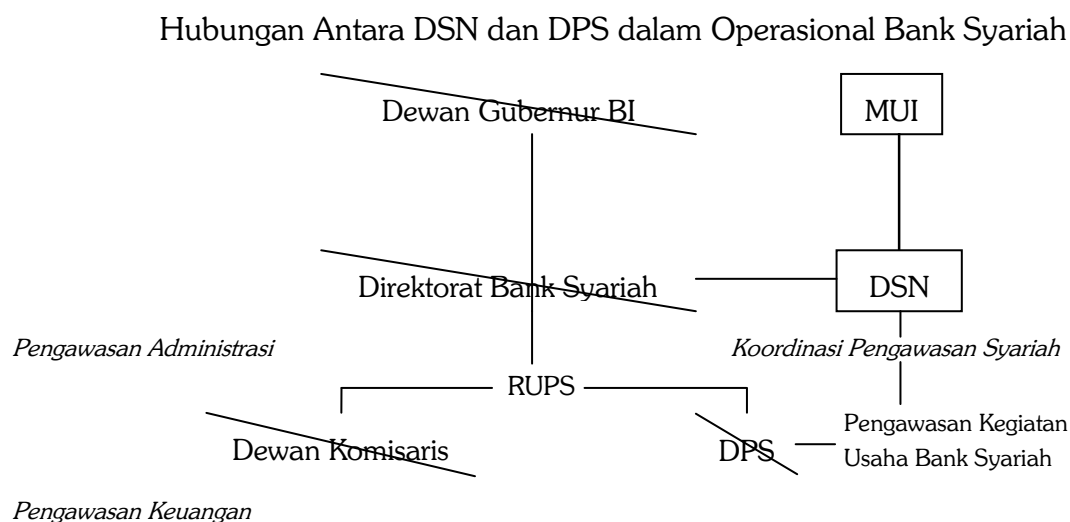 Hubungan Antara DSN dan DPS dalam Operasional Bank Syariah
Dewan Gubernur BI
MUI
Direktorat Bank Syariah
DSN
Pengawasan Administrasi
Koordinasi Pengawasan Syariah
RUPS
Dewan Komisaris
DPS
Pengawasan Kegiatan
Usaha Bank Syariah
Pengawasan Keuangan